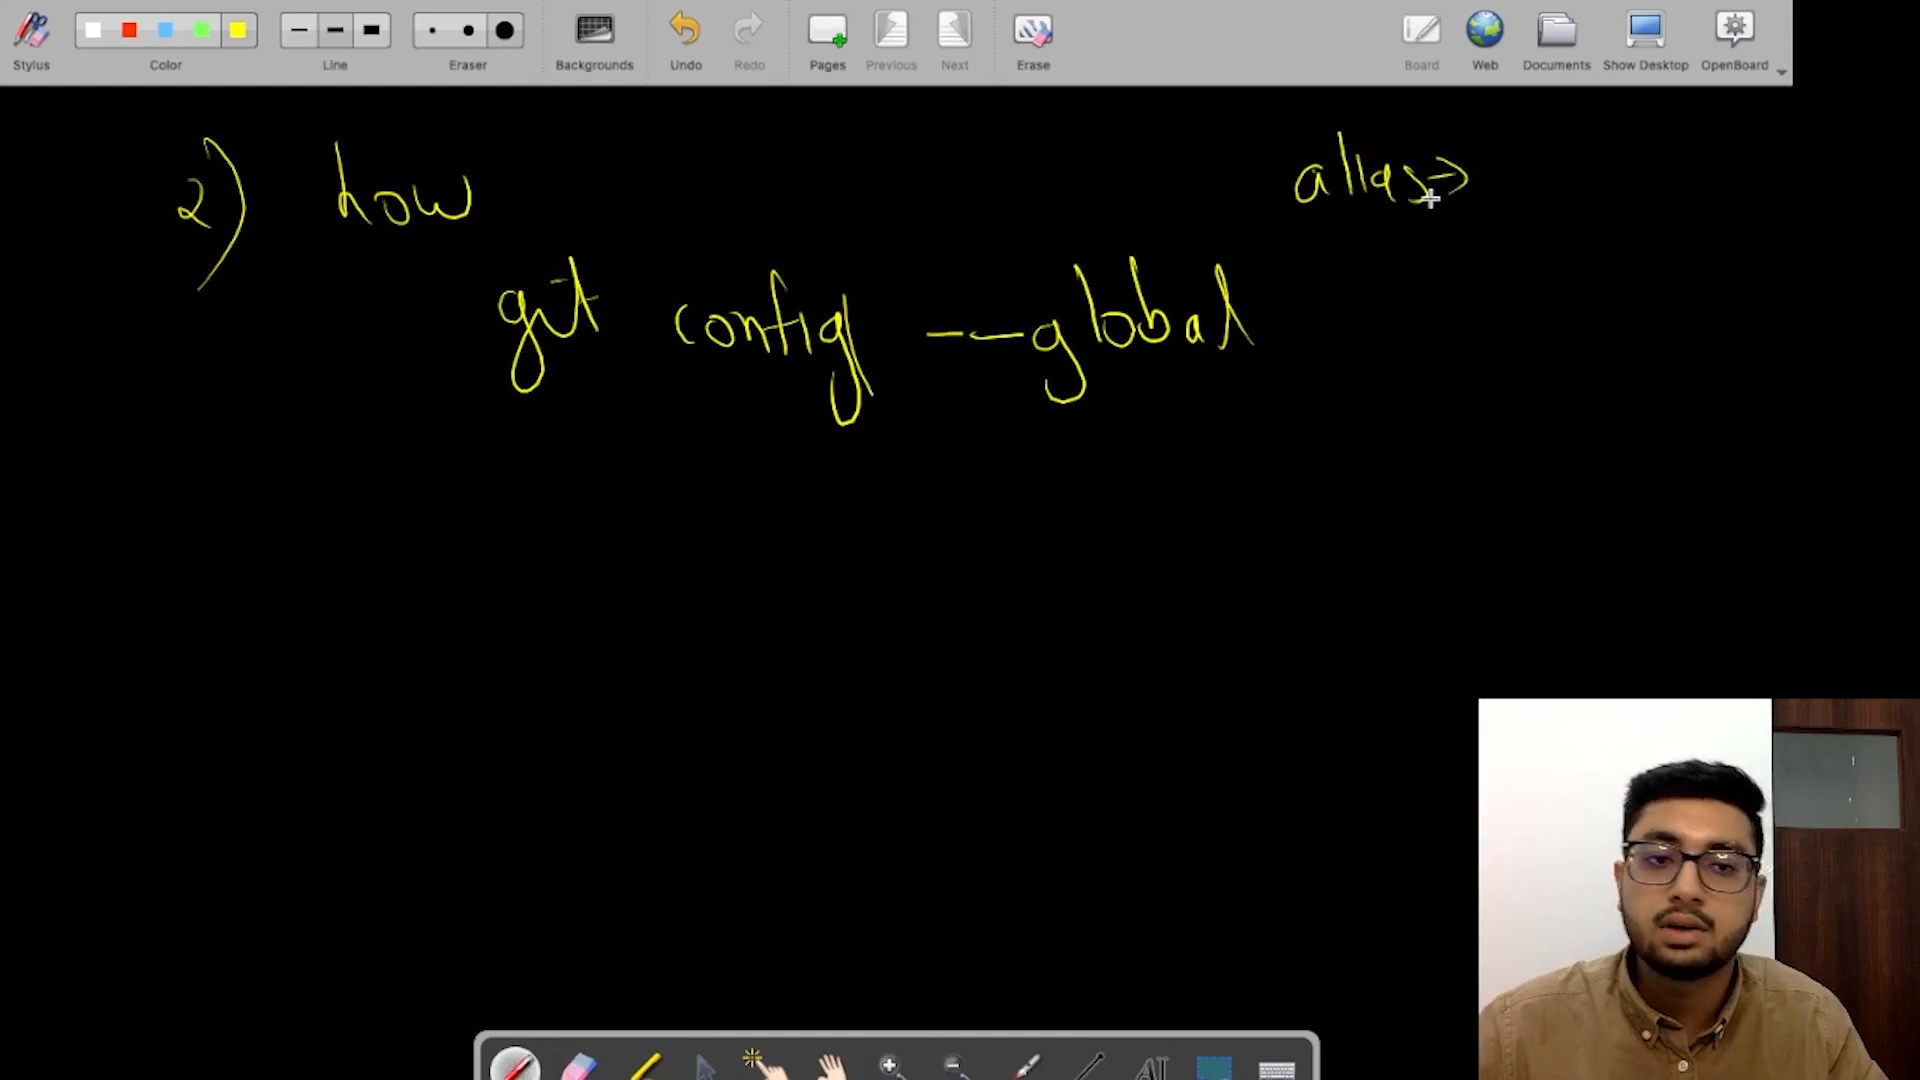 Stylus
Color
Line
Eraser
Backgrounds
Undo
Redo
Pages
Previous
Next
Erase
Board
Web
Documents
Show Desktop
OpenBoard
2) how
alias->
git config --global